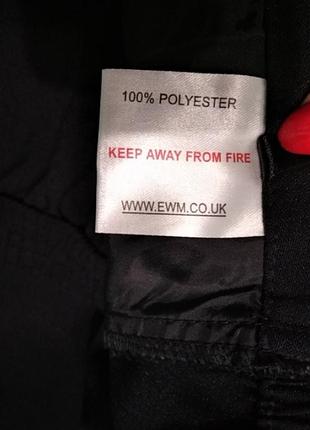 100% POLYESTER
KEEP AWAY FROM FIRE
WWW.EWM.CO.UK